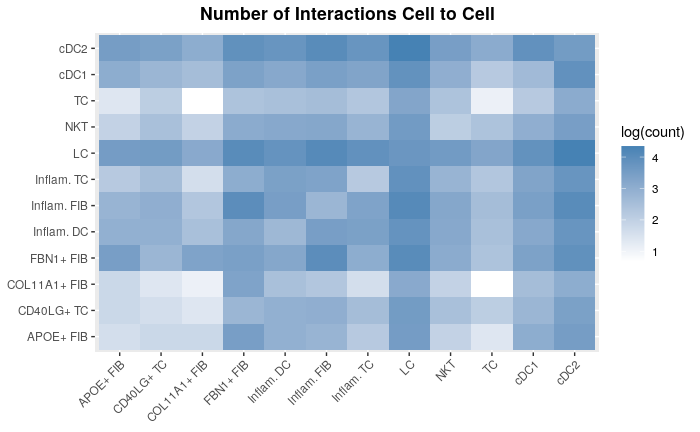 Number of Interactions Cell to Cell
cDC2
cDC1
TC
NKT
LC
Inflam. TC
Inflam. FIB
Inflam. DC
FBN1+ FIB
COL11A1+ FIB
CD40LG+ TC
APOE+ FIB
APOE+ FIB
CD40LG+ TC
COL11A1+ FIB
FBN1+ FIB
Inflam. DC
Inflam. FIB
Inflam. TC
LC
NKT
TC
cDC1
cDC2
log(count)
4
3
2
1